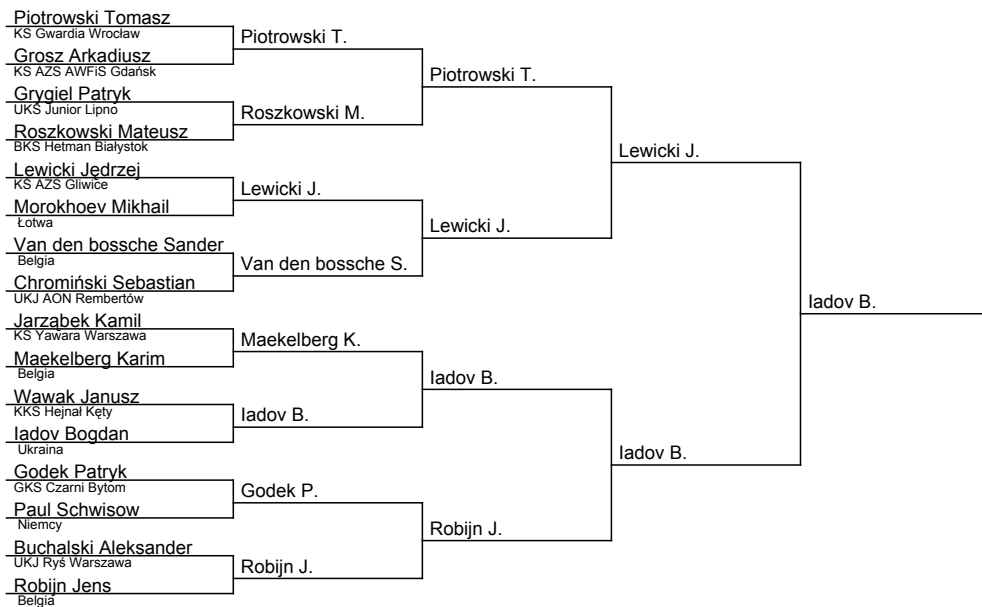 Piotrowski Tomasz
KS Gwardia Wrocław
Grosz Arkadiusz
KS AZS AWFiS Gdańsk
Grygiel Patryk
UKS Junior Lipno
Roszkowski Mateusz
BKS Hetman Białystok
Lewicki Jędrzej
KS AZS Gliwice
Morokhoev Mikhail
Łotwa
Van den bossche Sander
Belgia
Chromiński Sebastian
UKJ AON Rembertów
Jarząbek Kamil
KS Yawara Warszawa
Maekelberg Karim
Belgia
Wawak Janusz
KKS Hejnał Kęty
Iadov Bogdan
Ukraina
Godek Patryk
GKS Czarni Bytom
Paul Schwisow
Niemcy
Buchalski Aleksander
UKJ Ryś Warszawa
Robijn Jens
Belgia
Piotrowski T.
Roszkowski M.
Lewicki J.
Van den bossche S.
Maekelberg K.
Iadov B.
Godek P.
Robijn J.
Piotrowski T.
Lewicki J.
Iadov B.
Robijn J.
Lewicki J.
Iadov B.
Iadov B.